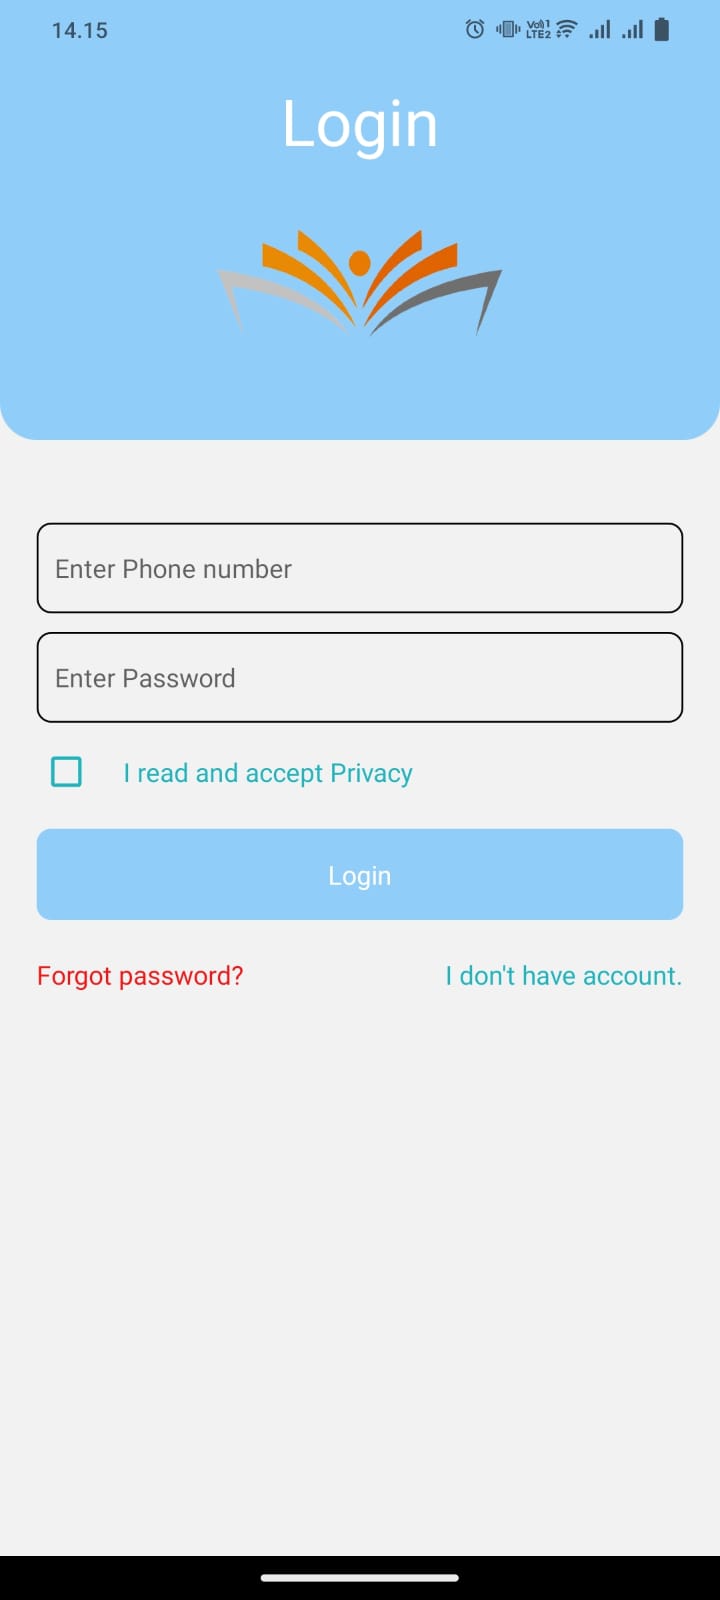 14.15
Vo)) 1
LTE2
Login
Enter Phone number
Enter Password
I read and accept Privacy
Login
Forgot password?
I don't have account.